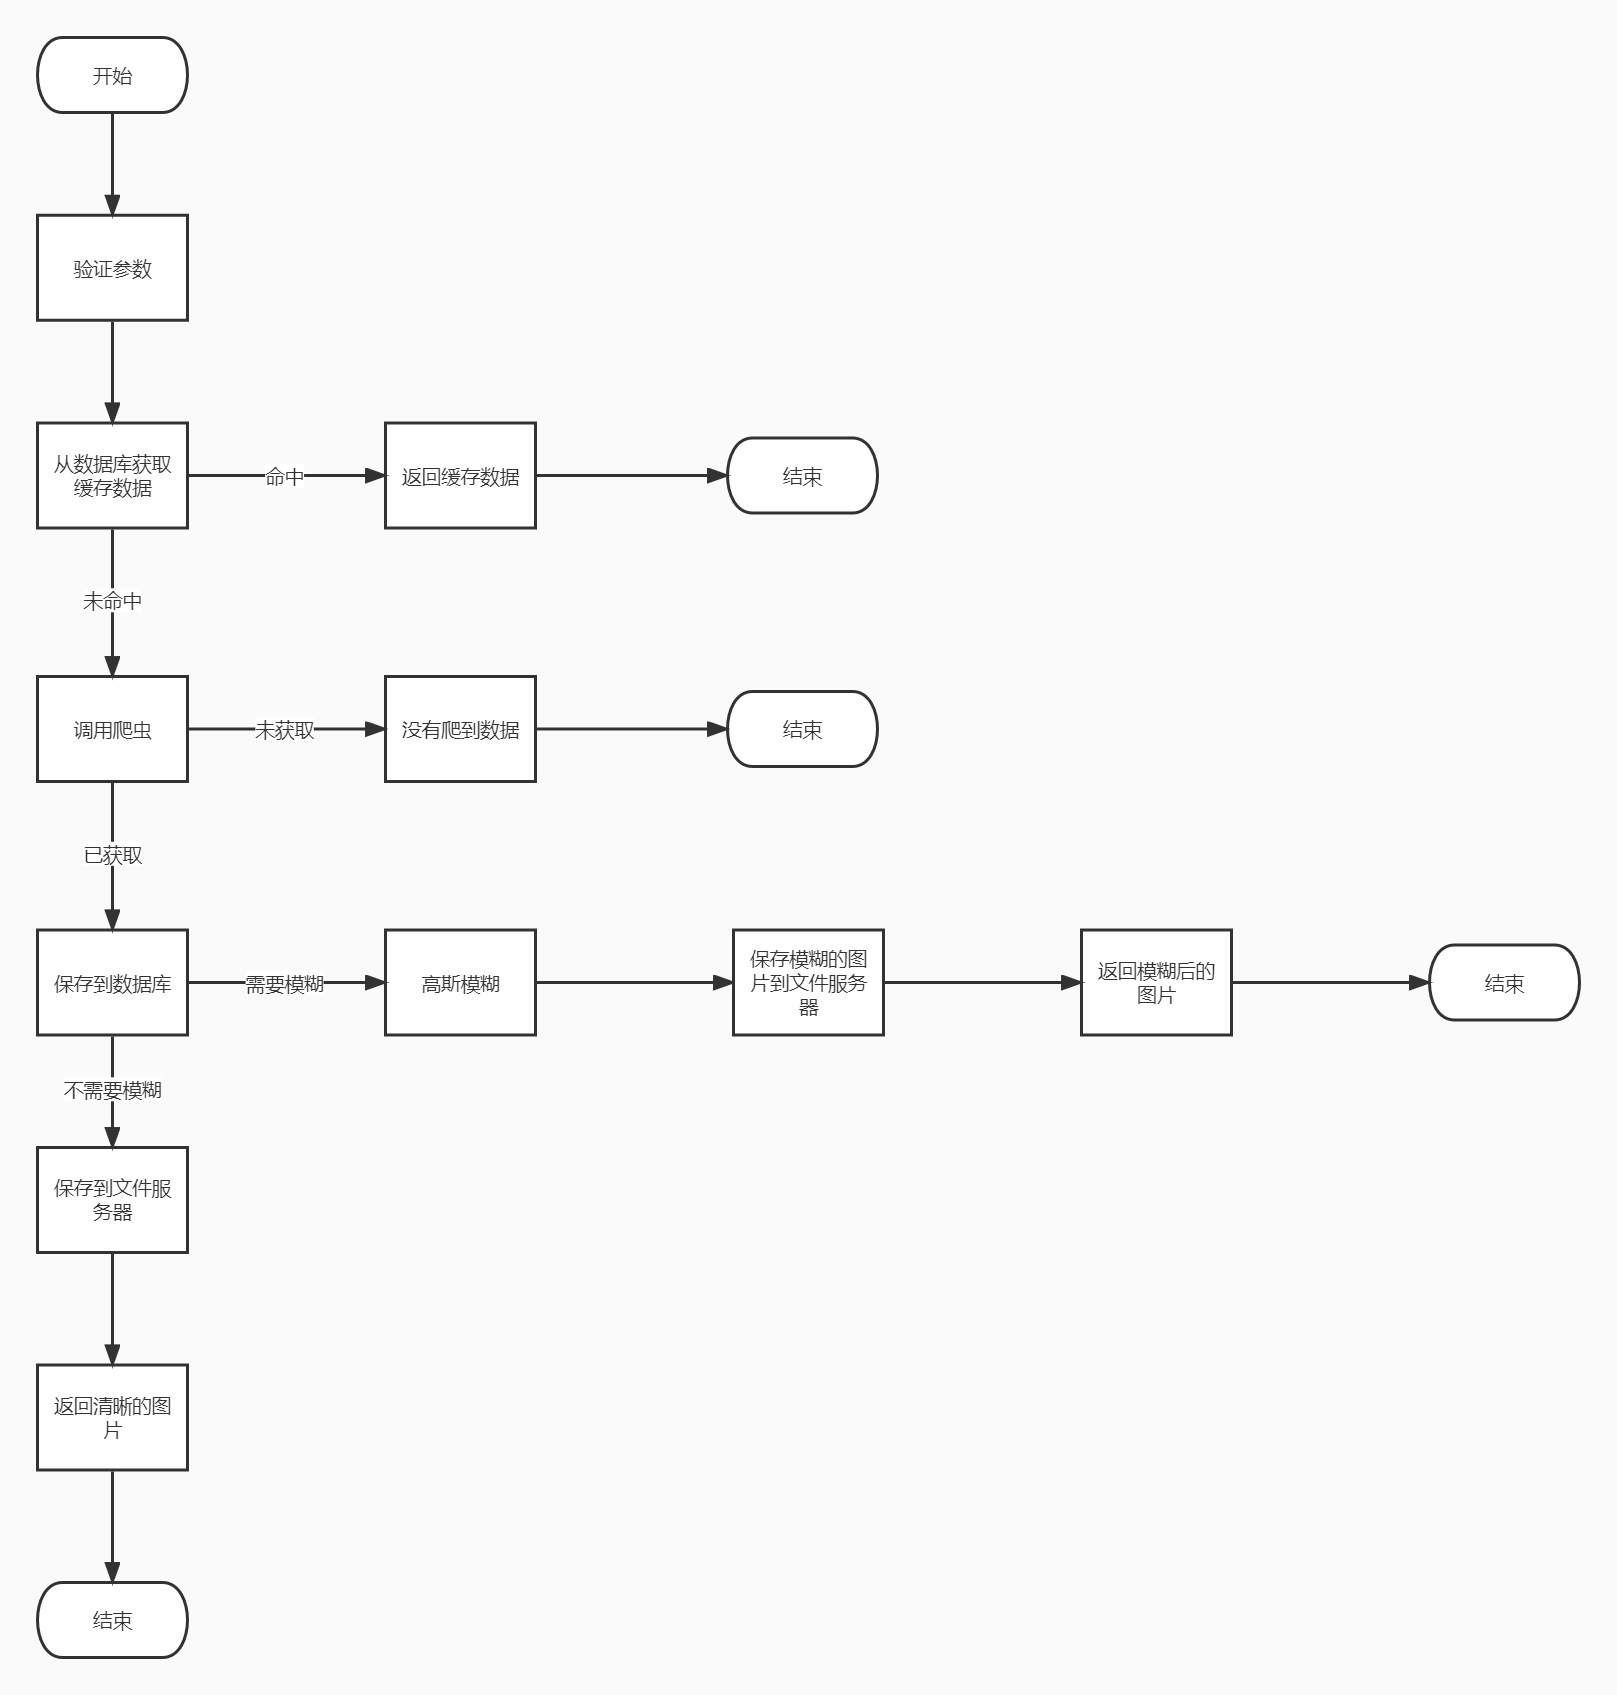 开始
验证参数
从数据库获取
缓存数据
命中
返回缓存数据
结束
未命中
调用爬虫
未获取
没有爬到数据
结束
已获取
保存到数据库
需要模糊
高斯模糊
保存模糊的图
片到文件服务
器
返回模糊后的
图片
结束
不需要模糊
保存到文件服
务器
返回清晰的图
片
结束